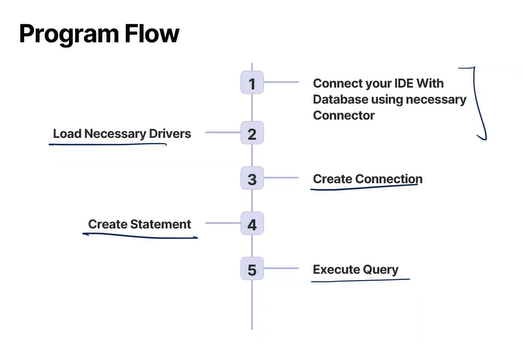 Program Flow
1
Connect your IDE With
Database using necessary
Connector
Load Necessary Drivers
2
3
Create Connection
Create Statement
4
5
Execute Query